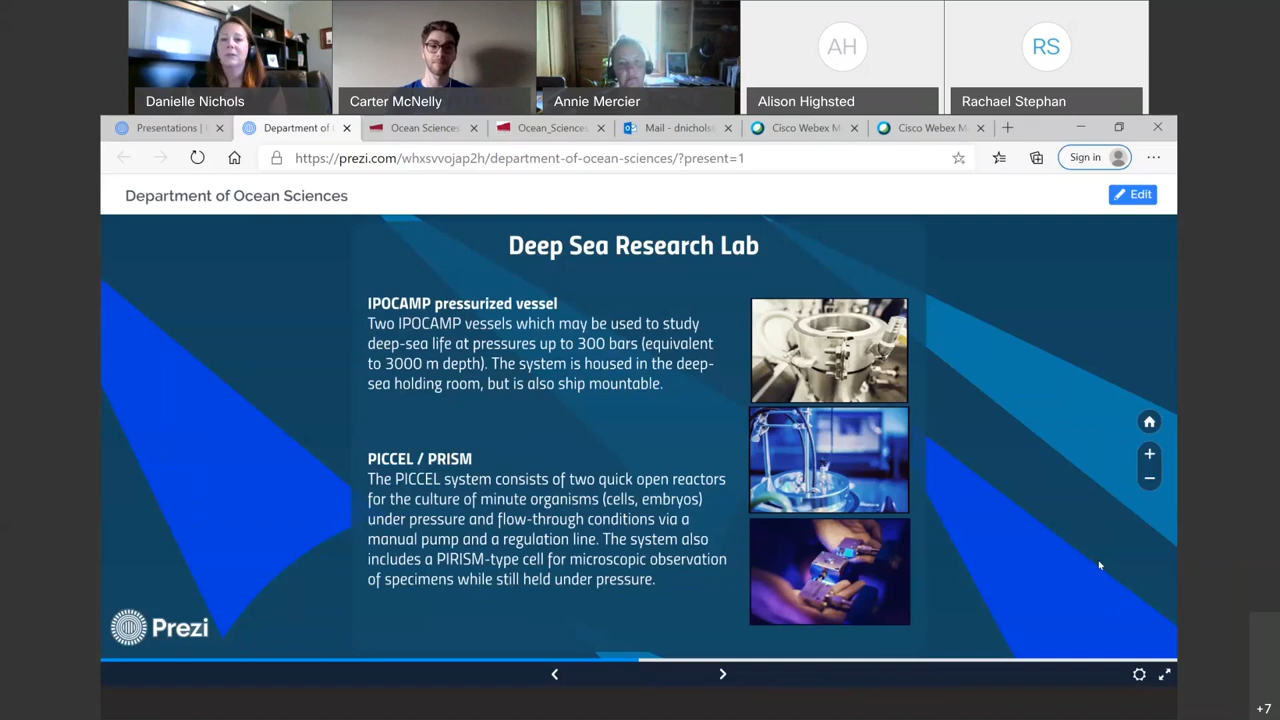 AH
RS
Danielle Nichols
Carter McNelly
Annie Mercier
Alison Highsted
Rachael Stephan
Presentations |
Department of
Ocean Sciences
Ocean_Sciences
Mail - dnichols
Cisco Webex M
Cisco Webex M
https://prezi.com/whxsvvojap2h/department-of-ocean-sciences/?present=1
Sign in
Department of Ocean Sciences
Edit
Deep Sea Research Lab
IPOCAMP pressurized vessel
Two IPOCAMP vessels which may be used to study
deep-sea life at pressures up to 300 bars (equivalent
to 3000 m depth). The system is housed in the deep-
sea holding room, but is also ship mountable.
PICCEL / PRISM
The PICCEL system consists of two quick open reactors
for the culture of minute organisms (cells, embryos)
under pressure and flow-through conditions via a
manual pump and a regulation line. The system also
includes a PIRISM-type cell for microscopic observation
of specimens while still held under pressure.
Prezi
+7